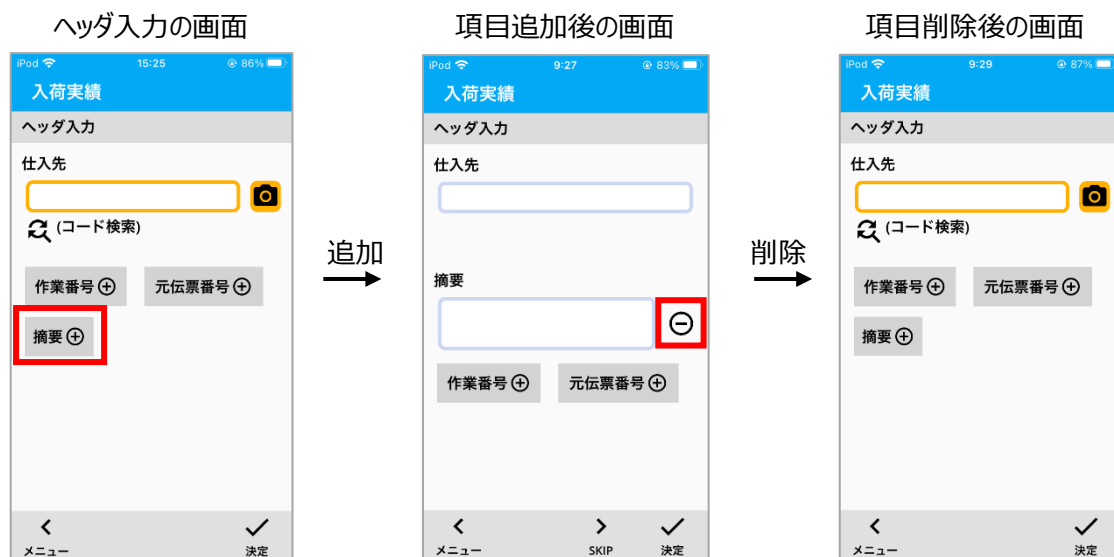 ヘッダ入力の画面
iPod 15:25 86%
入荷実績
ヘッダ入力
仕入先
(コード検索)
作業番号 元伝票番号
摘要
メニュー 決定
追加
項目追加後の画面
iPod 9:27 83%
入荷実績
ヘッダ入力
仕入先
摘要
作業番号 元伝票番号
メニュー SKIP 決定
削除
項目削除後の画面
iPod 9:29 87%
入荷実績
ヘッダ入力
仕入先
(コード検索)
作業番号 元伝票番号
摘要
メニュー 決定